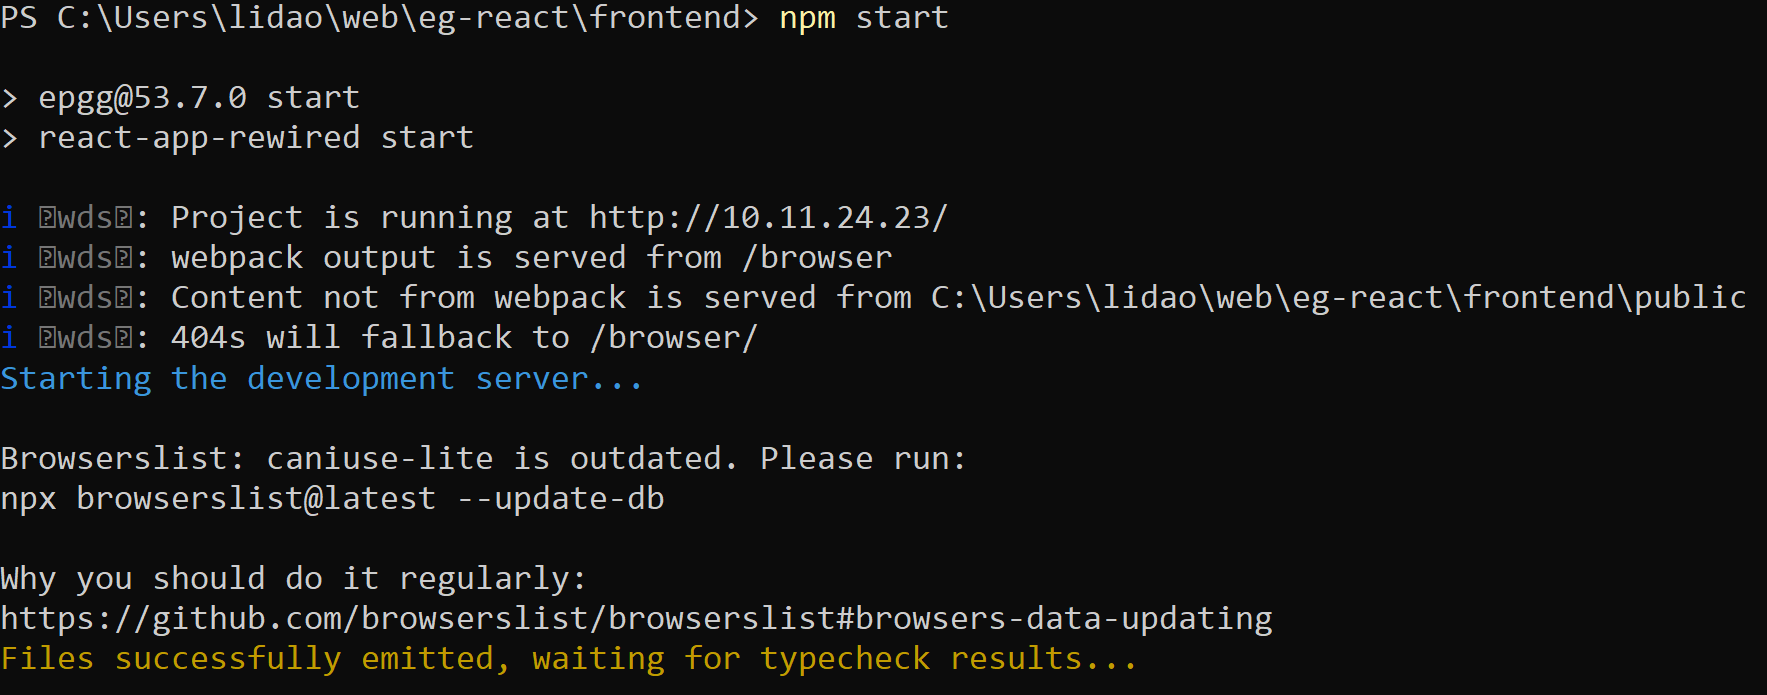 PS C:\Users\lidao\web\eg-react\frontend> npm start
> epgg@53.7.0 start
> react-app-rewired start
i ?wds?: Project is running at http://10.11.24.23/
i ?wds?: webpack output is served from /browser
i ?wds?: Content not from webpack is served from C:\Users\lidao\web\eg-react\frontend\public
i ?wds?: 404s will fallback to /browser/
Starting the development server...
Browserslist: caniuse-lite is outdated. Please run:
npx browserslist@latest --update-db
Why you should do it regularly:
https://github.com/browserslist/browserslist#browsers-data-updating
Files successfully emitted, waiting for typecheck results...